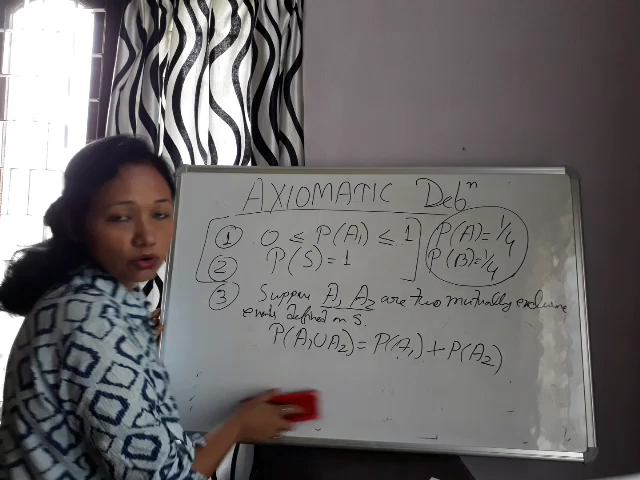 AXIOMATIC Defⁿ
① 0 ≤ P(A₁) ≤ 1
② P(S) = 1
P(A) = 1/4
P(B) = 1/4
③ Suppose A₁ A₂ are two mutually exclusive
events defined on S.
P(A₁∪A₂) = P(A₁) + P(A₂)